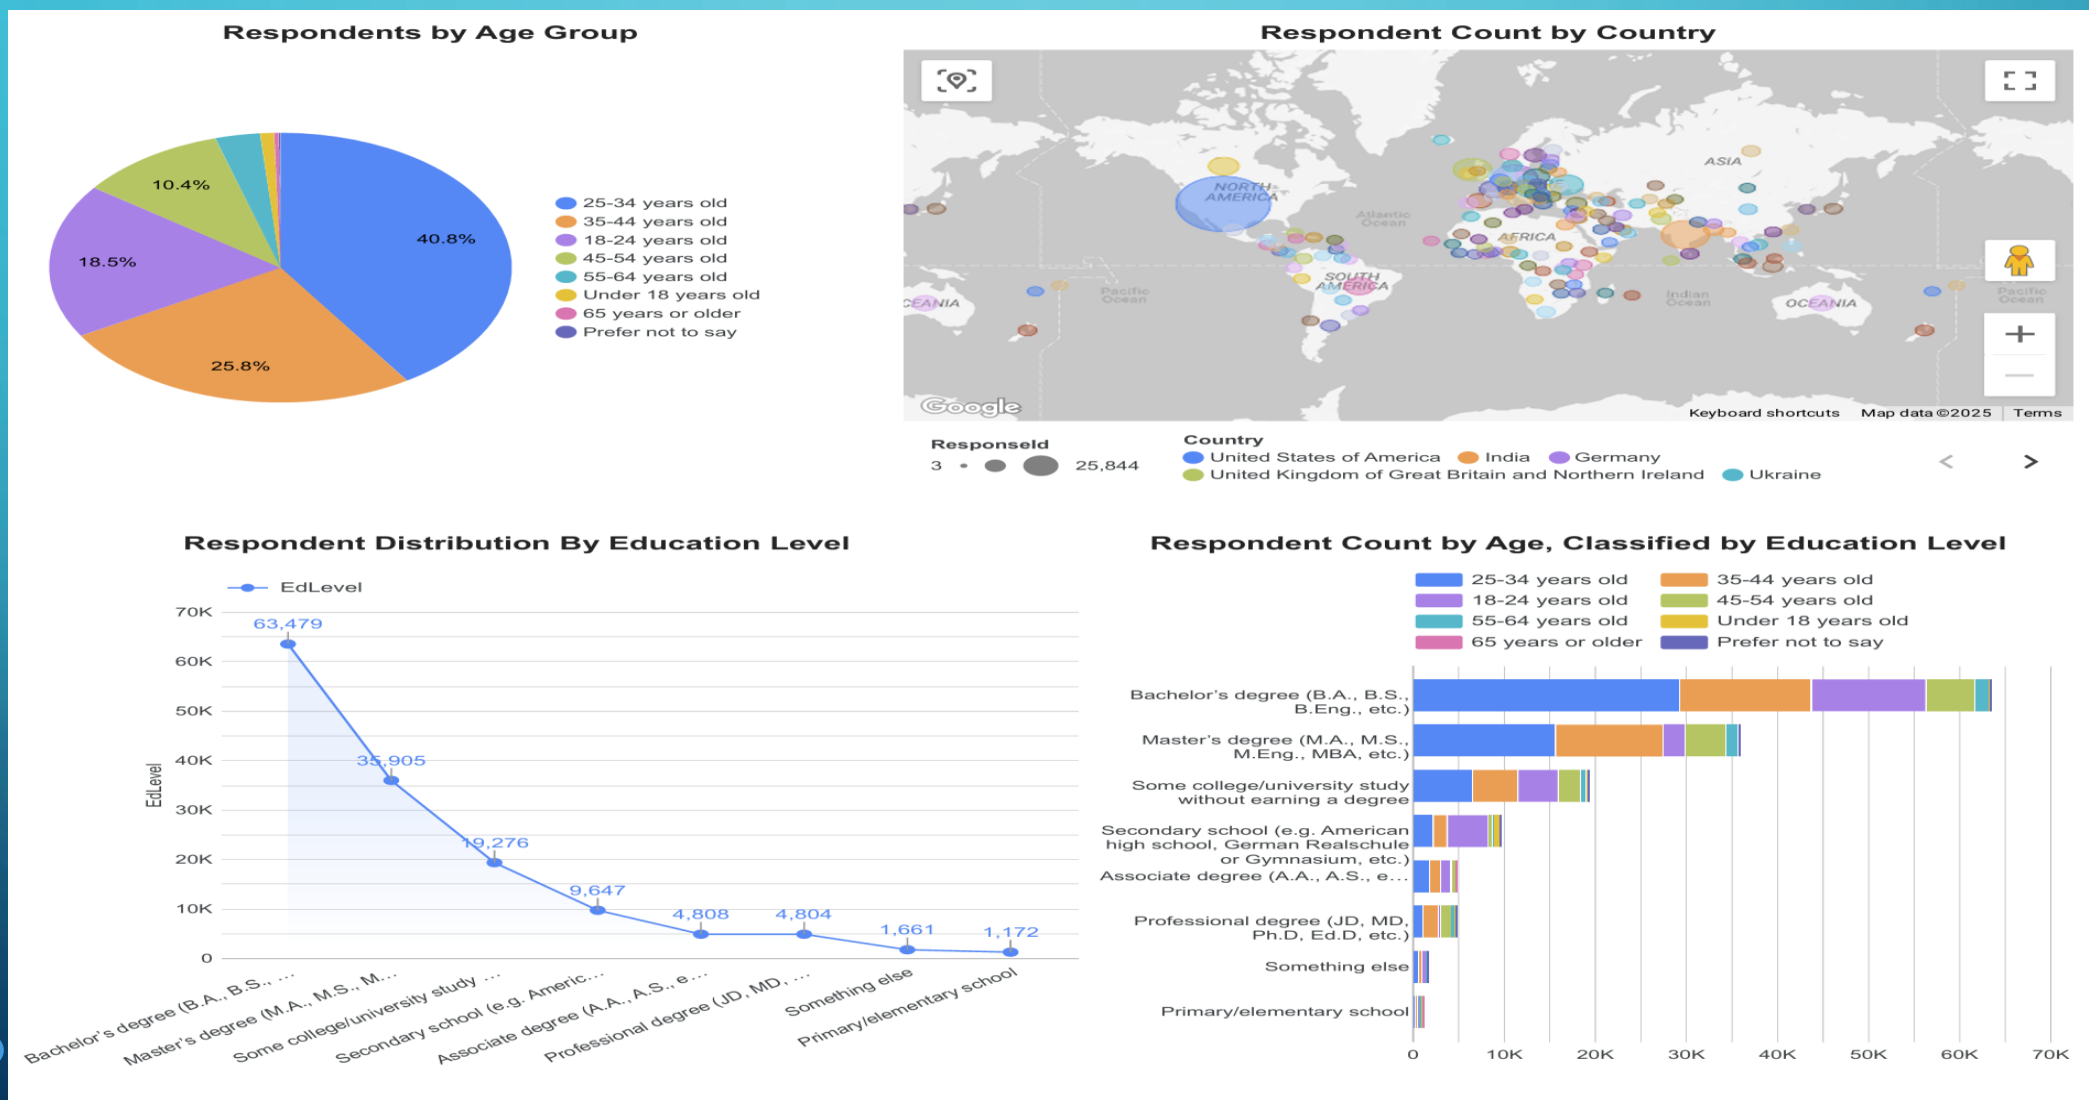 Respondents by Age Group
40.8%
25.8%
18.5%
10.4%
25-34 years old
35-44 years old
18-24 years old
45-54 years old
55-64 years old
Under 18 years old
65 years or older
Prefer not to say
Respondent Count by Country
NORTH
AMERICA
Atlantic
Ocean
ASIA
AFRICA
SOUTH
AMERICA
CEANIA
Pacific
Ocean
Indian
Ocean
OCEANIA
Pacific
Ocean
Google
Keyboard shortcuts Map data ©2025 Terms
ResponseId
3 25,844
Country
United States of America India Germany
United Kingdom of Great Britain and Northern Ireland Ukraine
Respondent Distribution By Education Level
EdLevel
EdLevel
70K
60K
50K
40K
30K
20K
10K
0
63,479
35,905
19,276
9,647
4,808
4,804
1,661
1,172
Bachelor's degree (B.A., B.S., ...
Master's degree (M.A., M.S., M...
Some college/university study ...
Secondary school (e.g. Americ...
Associate degree (A.A., A.S., e...
Professional degree (JD, MD, ...
Something else
Primary/elementary school
Respondent Count by Age, Classified by Education Level
25-34 years old 35-44 years old
18-24 years old 45-54 years old
55-64 years old Under 18 years old
65 years or older Prefer not to say
Bachelor's degree (B.A., B.S.,
B.Eng., etc.)
Master's degree (M.A., M.S.,
M.Eng., MBA, etc.)
Some college/university study
without earning a degree
Secondary school (e.g. American
high school, German Realschule
or Gymnasium, etc.)
Associate degree (A.A., A.S., e...
Professional degree (JD, MD,
Ph.D, Ed.D, etc.)
Something else
Primary/elementary school
0 10K 20K 30K 40K 50K 60K 70K